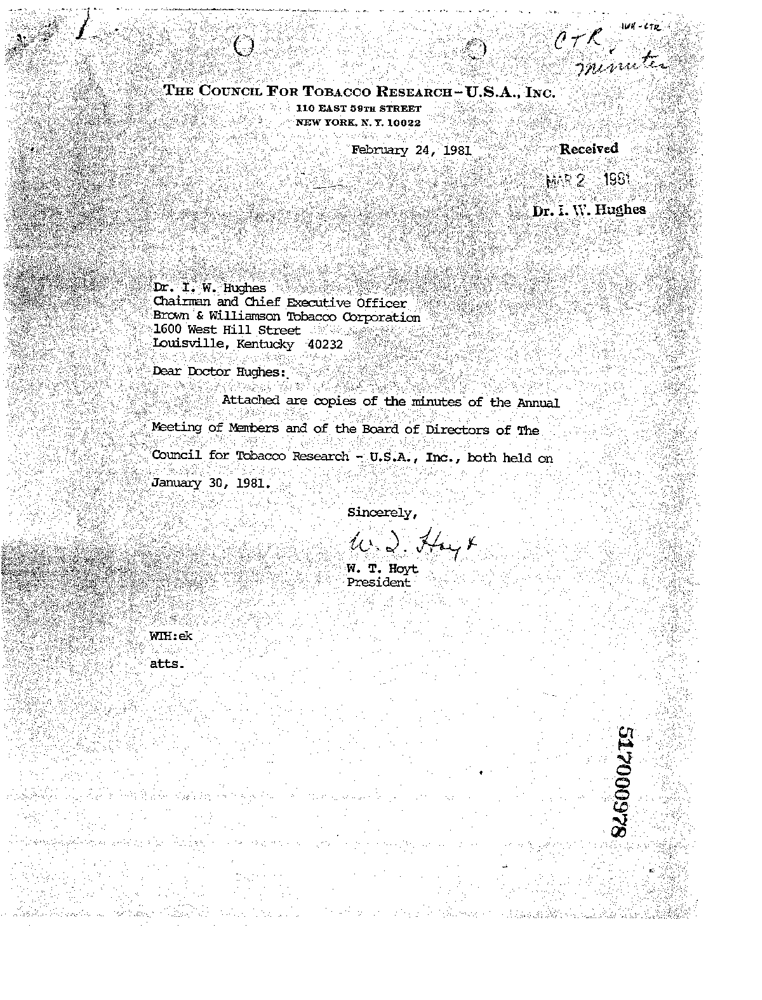 IWH-CTR
CTR
minutes
THE COUNCIL FOR TOBACCO RESEARCH-U.S.A., INC.
110 EAST 59TH STREET
NEW YORK, N. Y. 10022
February 24, 1981
Received
MAR 2 1981
Dr. I. W. Hughes
Dr. I. W. Hughes
Chairman and Chief Executive Officer
Brown & Williamson Tobacco Corporation
1600 West Hill Street
Louisville, Kentucky 40232
Dear Doctor Hughes:
Attached are copies of the minutes of the Annual
Meeting of Members and of the Board of Directors of The
Council for Tobacco Research - U.S.A., Inc., both held on
January 30, 1981.
Sincerely,
W. T. Hoyt
W. T. Hoyt
President
WTH:ek
atts.
517000978